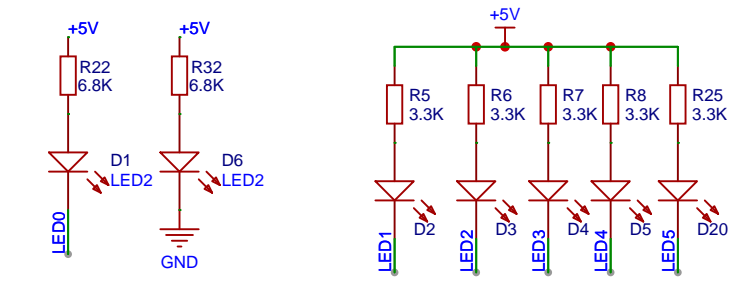 +5V
R22
6.8K
D1
LED2
LED0
+5V
R32
6.8K
D6
LED2
GND
+5V
R5
3.3K
D2
LED1
R6
3.3K
D3
LED2
R7
3.3K
D4
LED3
R8
3.3K
D5
LED4
R25
3.3K
D20
LED5